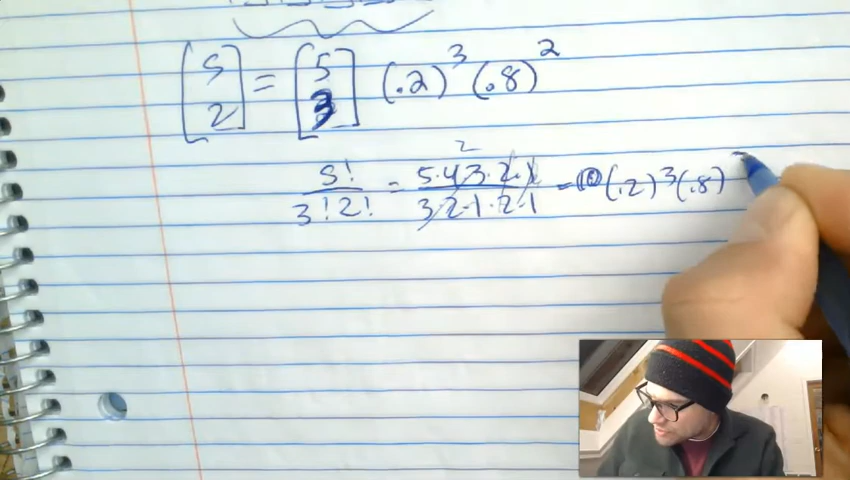 (5 2) = (5 3) (.2)^3 (.8)^2
5!/3!2! = 5·4·3·2·1/3·2·1·2·1 = 10 (.2)^3 (.8)
2